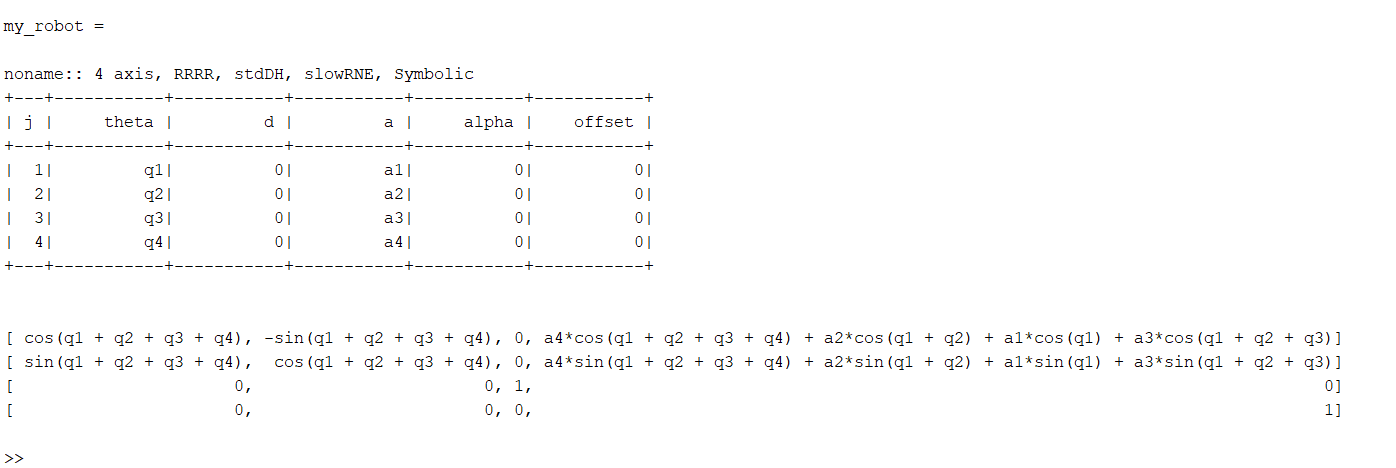 my_robot =
noname:: 4 axis, RRRR, stdDH, slowRNE, Symbolic
+---+-----------+-----------+-----------+-----------+-----------+
| j |     theta |         d |         a |     alpha |    offset |
+---+-----------+-----------+-----------+-----------+-----------+
|  1|         q1|          0|         a1|          0|          0|
|  2|         q2|          0|         a2|          0|          0|
|  3|         q3|          0|         a3|          0|          0|
|  4|         q4|          0|         a4|          0|          0|
+---+-----------+-----------+-----------+-----------+-----------+
[ cos(q1 + q2 + q3 + q4), -sin(q1 + q2 + q3 + q4), 0, a4*cos(q1 + q2 + q3 + q4) + a2*cos(q1 + q2) + a1*cos(q1) + a3*cos(q1 + q2 + q3)]
[ sin(q1 + q2 + q3 + q4),  cos(q1 + q2 + q3 + q4), 0, a4*sin(q1 + q2 + q3 + q4) + a2*sin(q1 + q2) + a1*sin(q1) + a3*sin(q1 + q2 + q3)]
[                      0,                       0, 1,                                                                              0]
[                      0,                       0, 0,                                                                              1]
>>